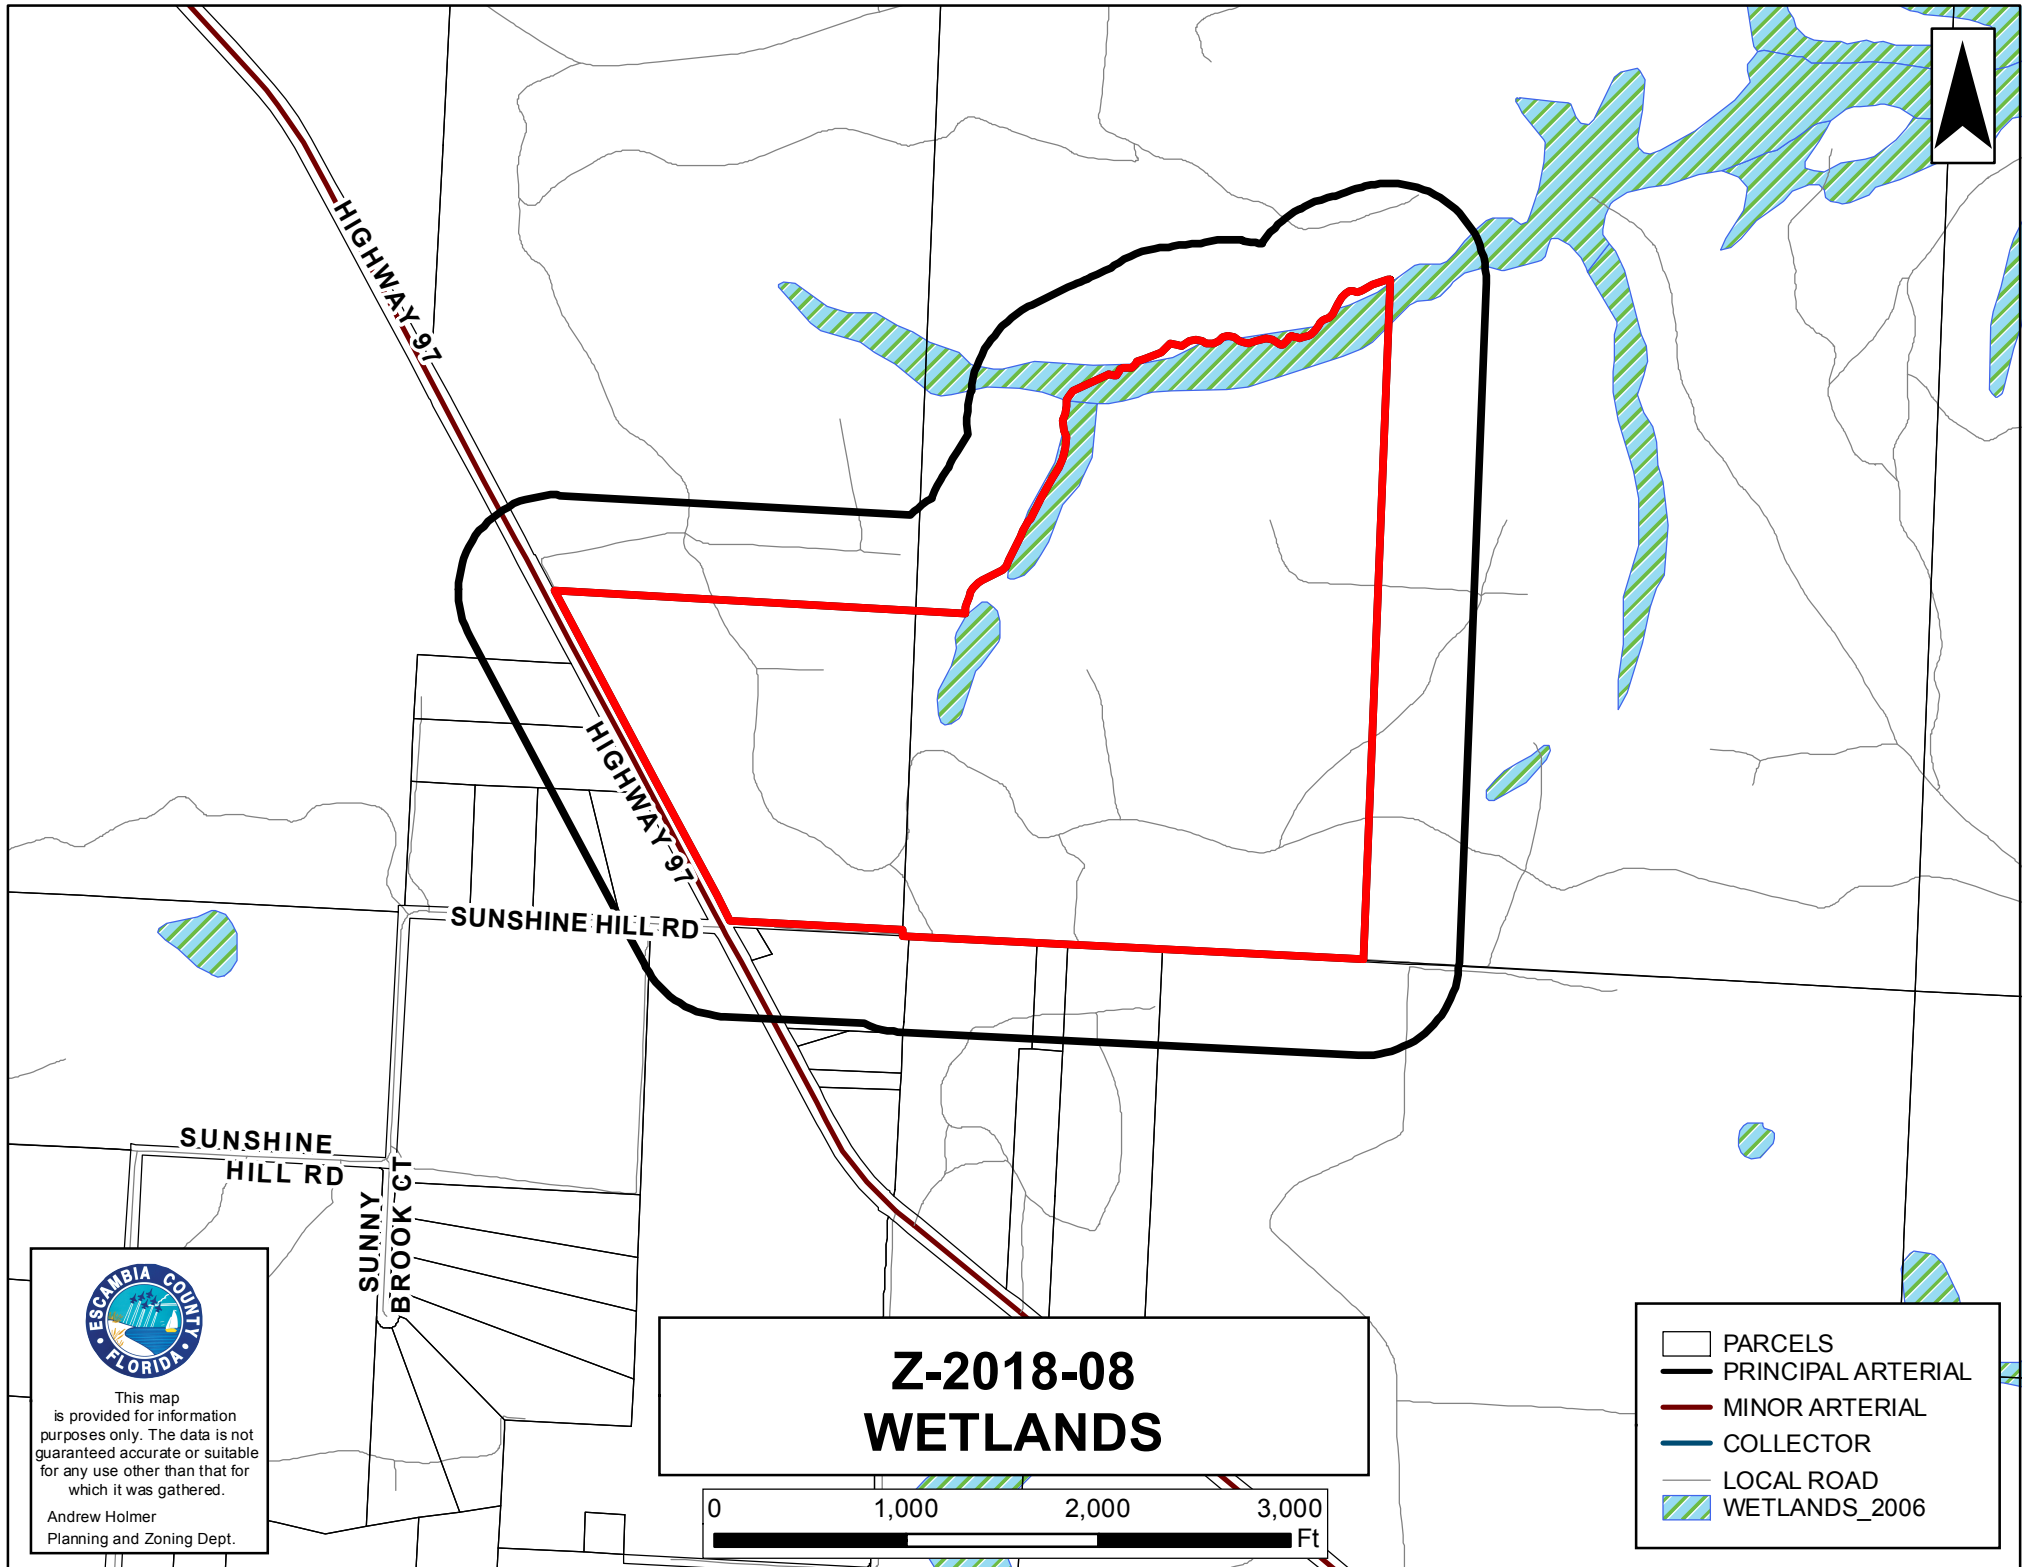 HIGHWAY 97
HIGHWAY 97
SUNSHINE HILL RD
SUNSHINE
HILL RD
SUNNY
BROOK CT
ESCAMBIA COUNTY
FLORIDA
This map
is provided for information
purposes only. The data is not
guaranteed accurate or suitable
for any use other than that for
which it was gathered.
Andrew Holmer
Planning and Zoning Dept.
Z-2018-08
WETLANDS
0 1,000 2,000 3,000
Ft
PARCELS
PRINCIPAL ARTERIAL
MINOR ARTERIAL
COLLECTOR
LOCAL ROAD
WETLANDS_2006